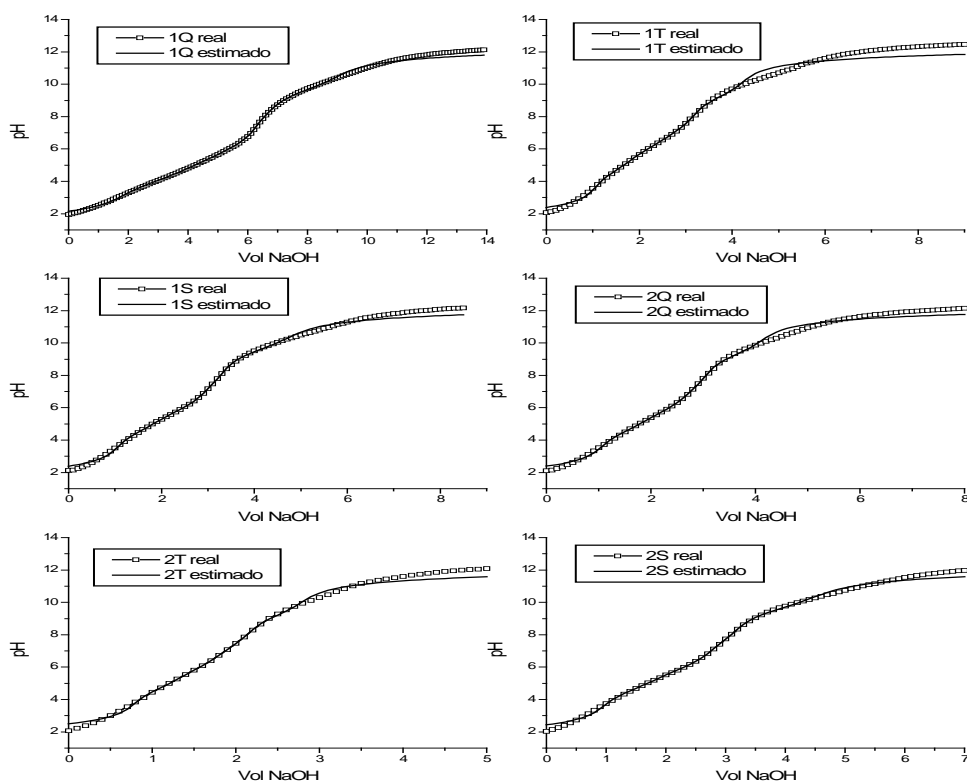 1Q real
1Q estimado
14
12
10
8
6
4
2
pH
0 2 4 6 8 10 12 14
Vol NaOH
1T real
1T estimado
14
12
10
8
6
4
2
pH
0 2 4 6 8
Vol NaOH
1S real
1S estimado
14
12
10
8
6
4
2
pH
0 2 4 6 8
Vol NaOH
2Q real
2Q estimado
14
12
10
8
6
4
2
pH
0 2 4 6 8
Vol NaOH
2T real
2T estimado
14
12
10
8
6
4
2
pH
0 1 2 3 4 5
Vol NaOH
2S real
2S estimado
14
12
10
8
6
4
2
pH
0 1 2 3 4 5 6 7
Vol NaOH